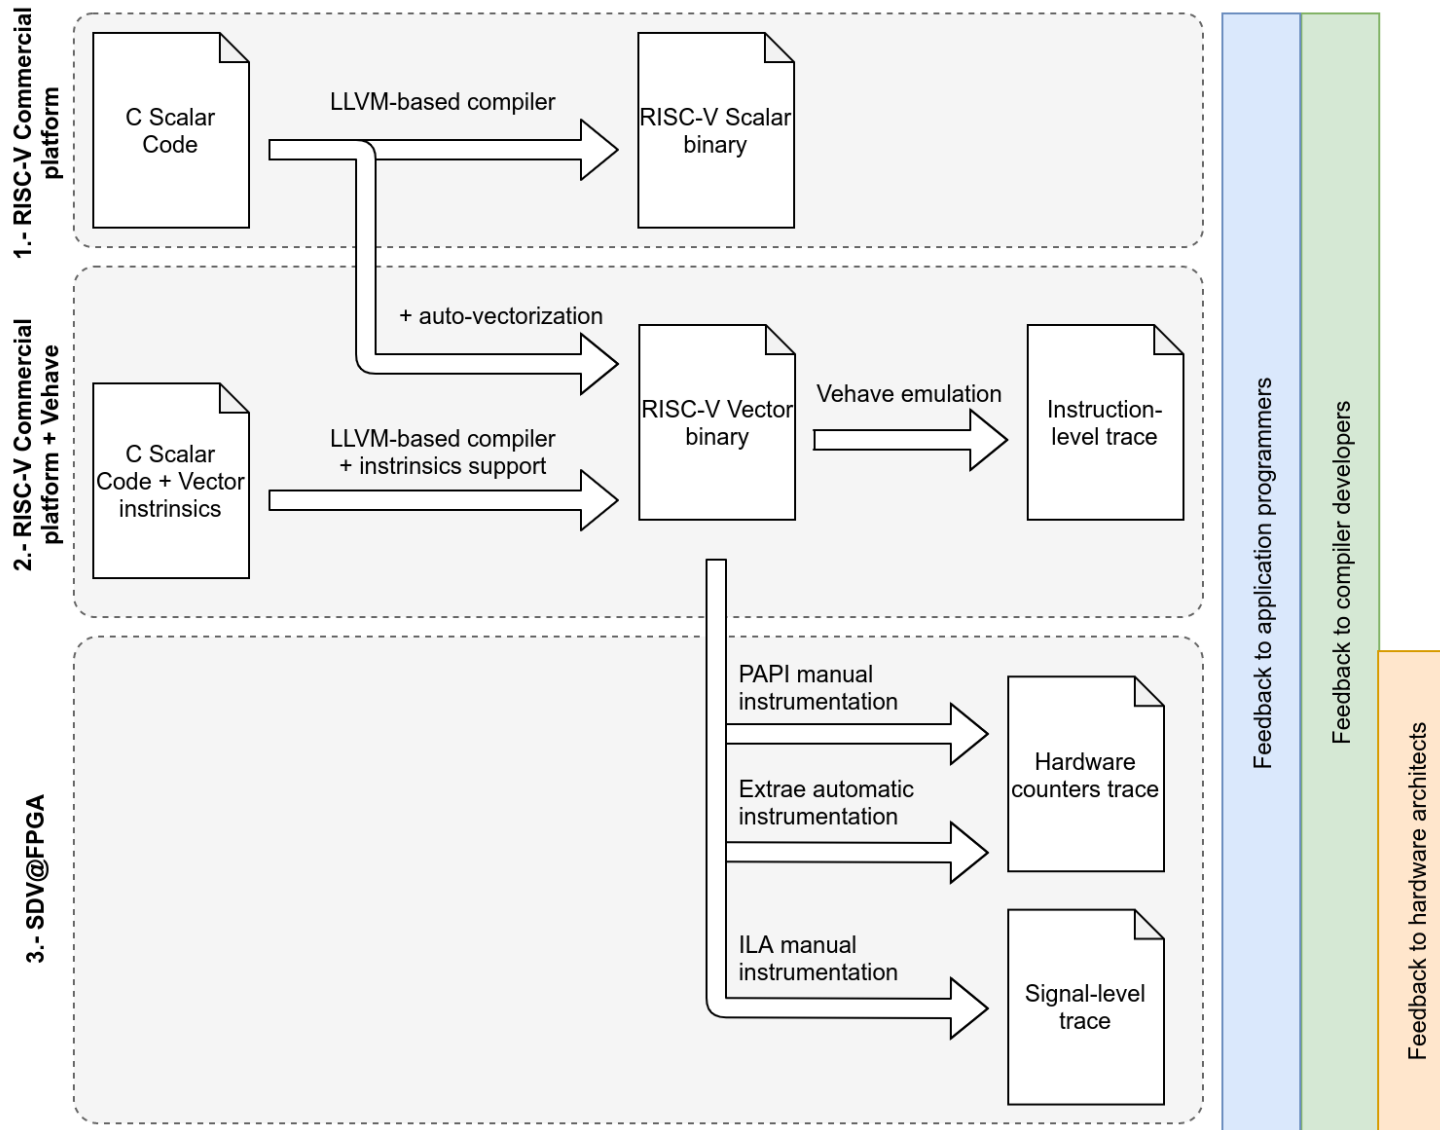 1.- RISC-V Commercial
platform
C Scalar
Code
LLVM-based compiler
RISC-V Scalar
binary
2.- RISC-V Commercial
platform + Vehave
+ auto-vectorization
C Scalar
Code + Vector
instrinsics
LLVM-based compiler
+ instrinsics support
RISC-V Vector
binary
Vehave emulation
Instruction-
level trace
3.- SDV@FPGA
PAPI manual
instrumentation
Extrae automatic
instrumentation
Hardware
counters trace
ILA manual
instrumentation
Signal-level
trace
Feedback to application programmers
Feedback to compiler developers
Feedback to hardware architects